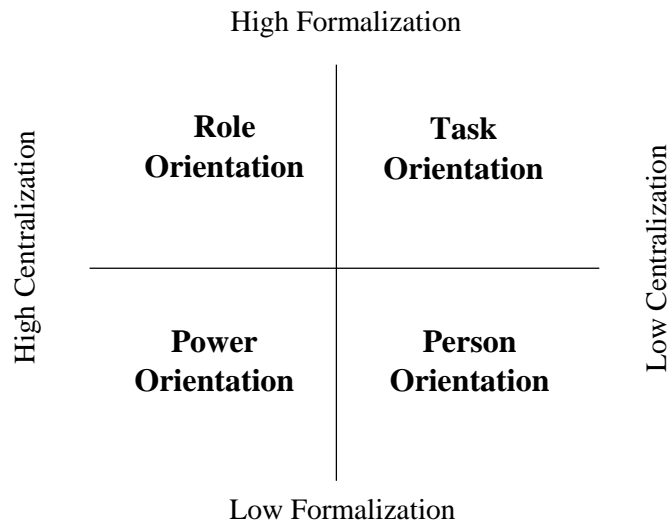 High Formalization
High Centralization
Role
Orientation
Task
Orientation
Low Centralization
Power
Orientation
Person
Orientation
Low Formalization